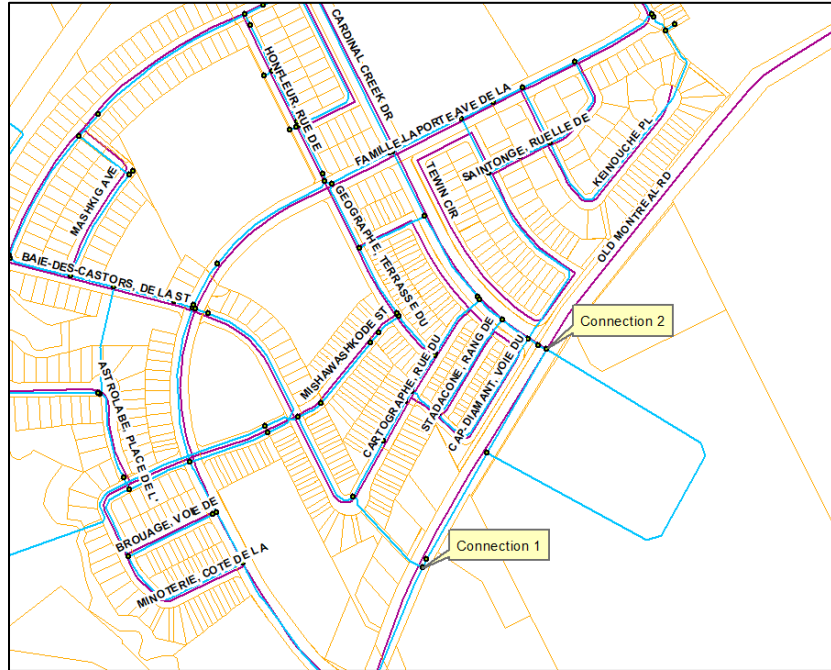 CARDINAL CREEK DR
HONFLEUR, RUE DE
FAMILLE-LAPORTE AVE DE LA
SAINTONGE, RUELLE DE
KEINOUCHE PL
TEWIN CIR
OLD MONTREAL RD
MASHKIG AVE
GEOGRAPHE, TERRASSE DU
BAIE-DES-CASTORS, DE LA ST
Connection 2
MISHAWASHKODE ST
CARTOGRAPHE, RUE DU
STADACONE, RANG DE
CAP-DIAMANT, VOIE DU
ASTROLABE, PLACE DE L'
BROUAGE, VOIE DE
Connection 1
MINOTERIE, COTE DE LA